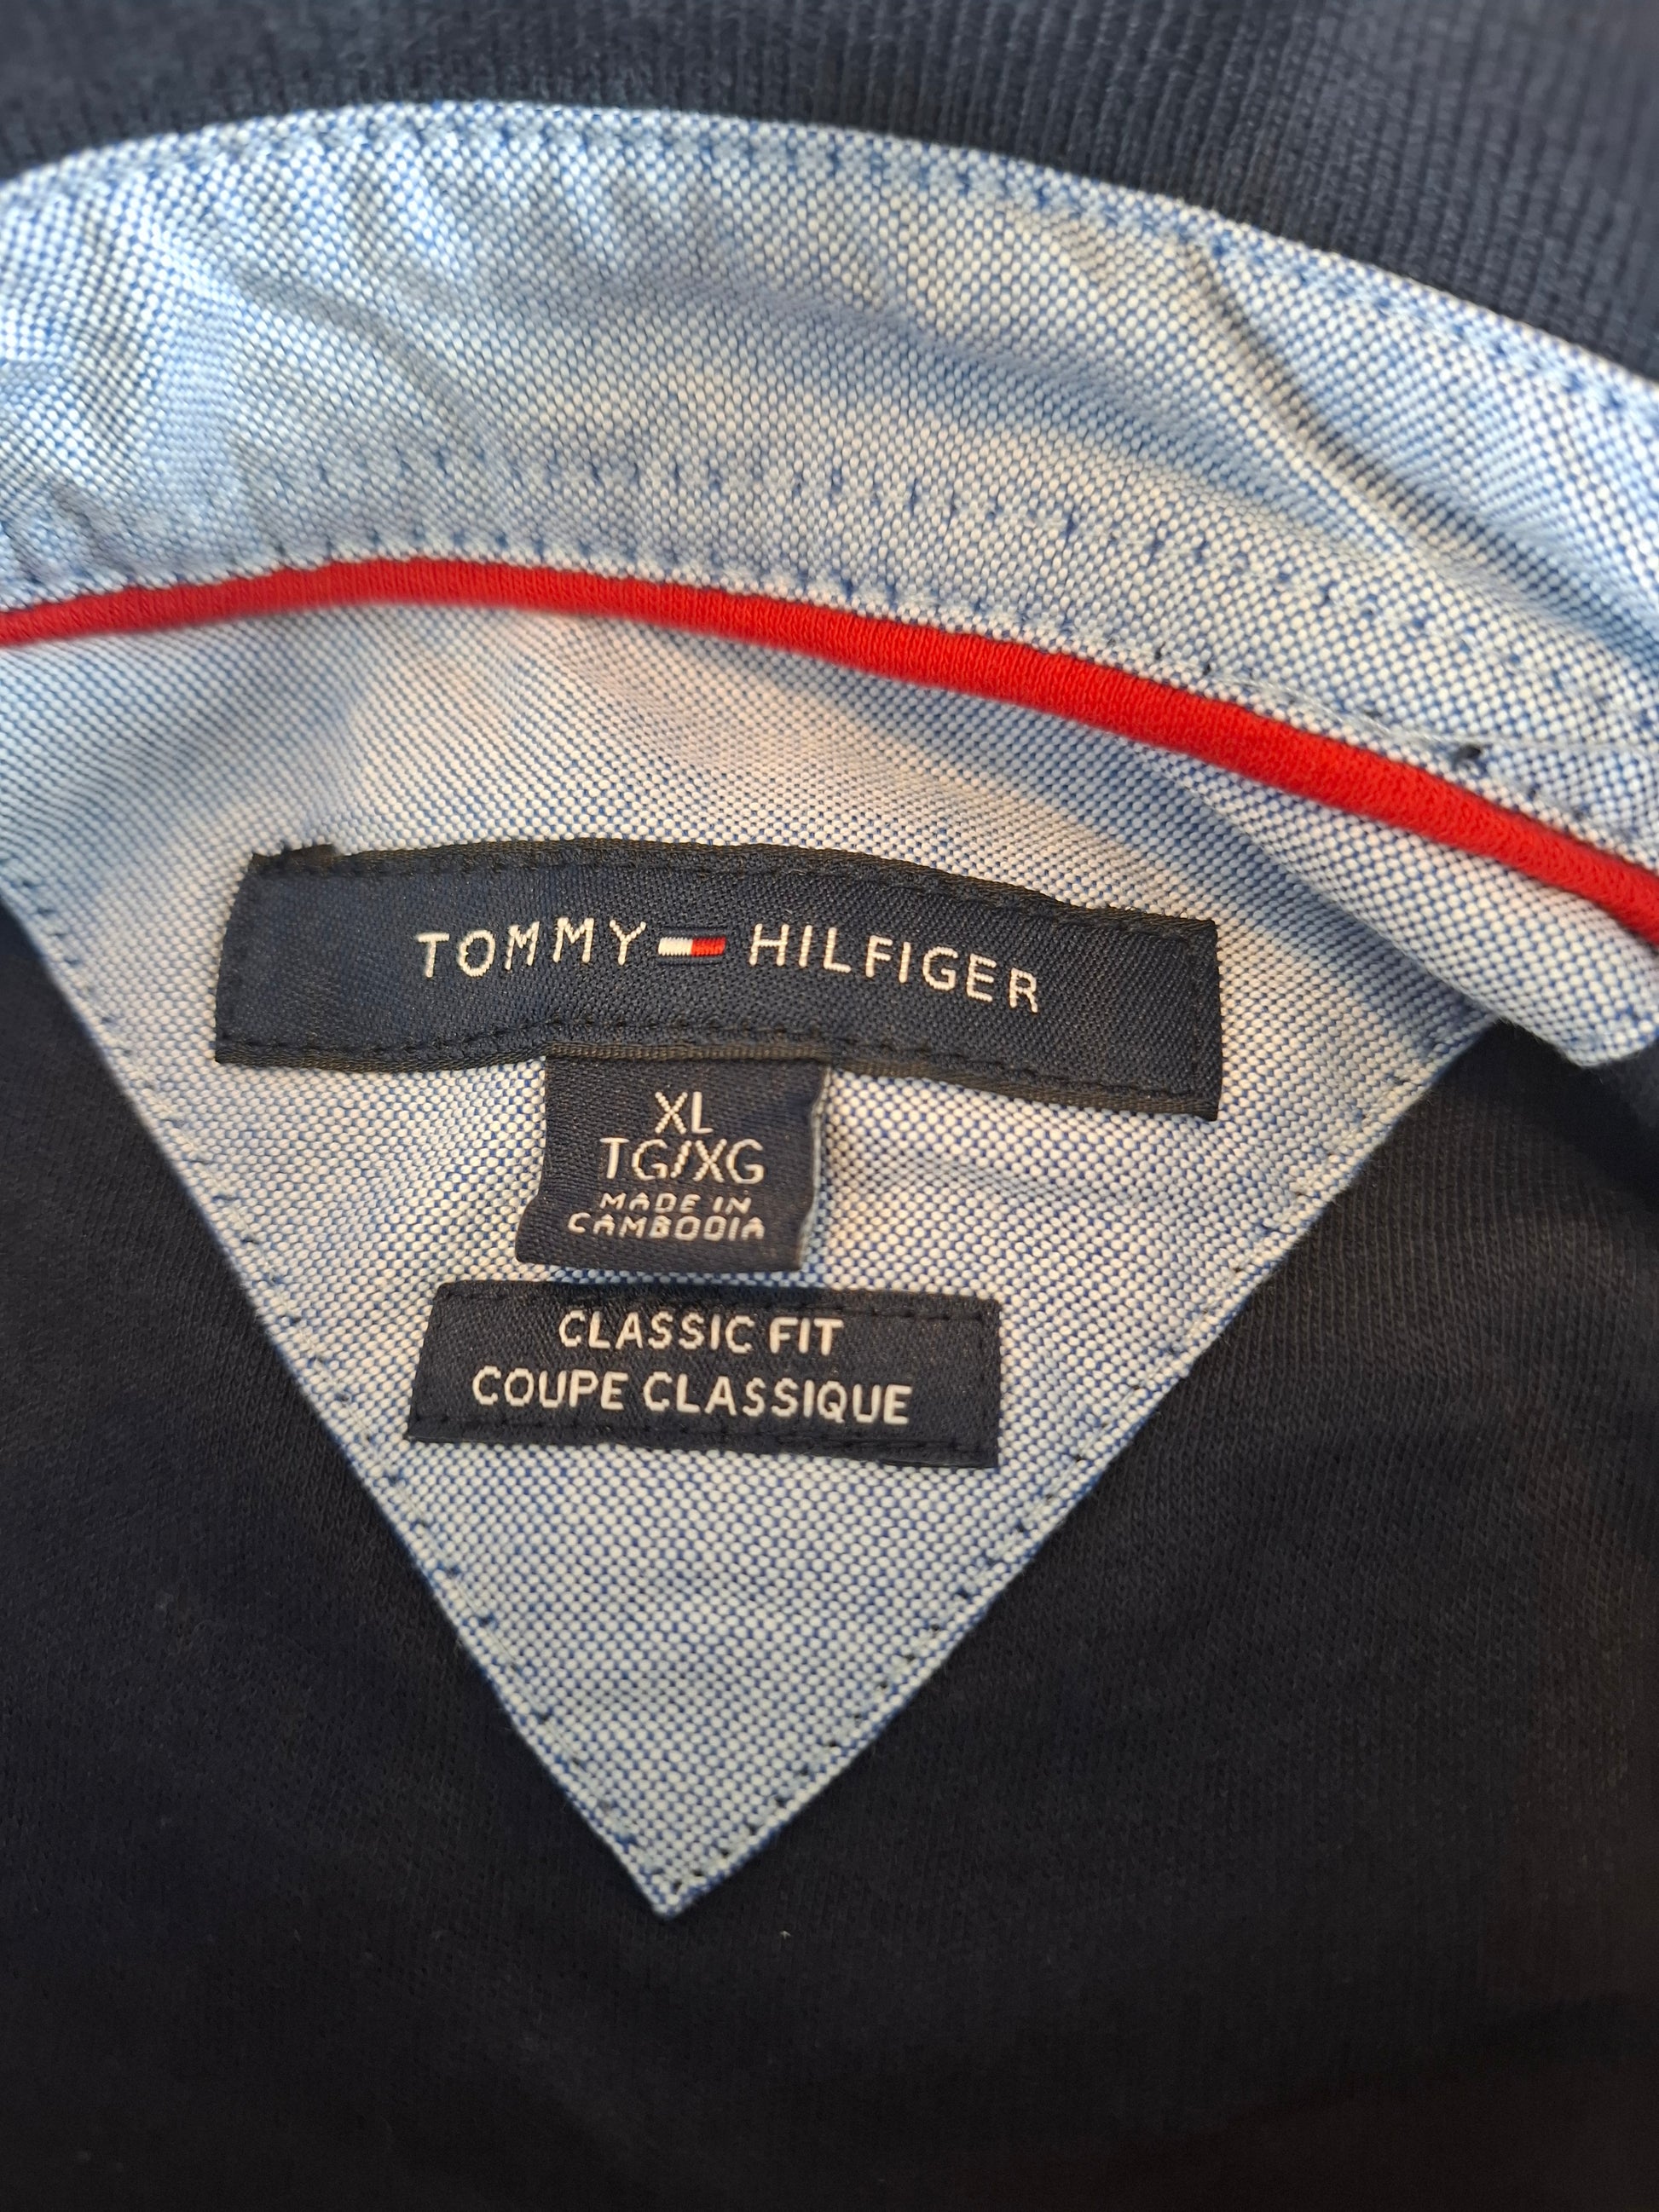 TOMMY HILFIGER
XL
TG/XG
MADE IN
CAMBODIA
CLASSIC FIT
COUPE CLASSIQUE